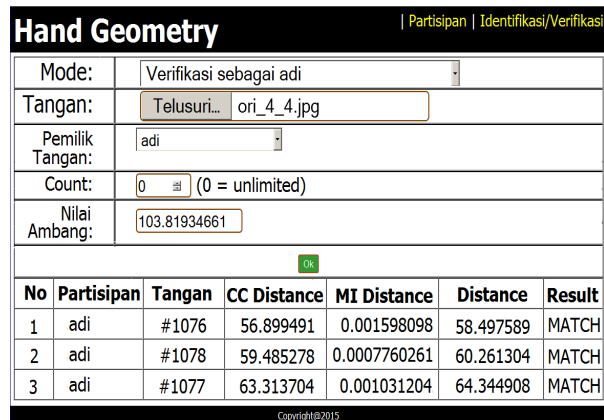 Hand Geometry | Partisipan | Identifikasi/Verifikasi
Mode: Verifikasi sebagai adi
Tangan: Telusuri... ori_4_4.jpg
Pemilik Tangan: adi
Count: 0 (0 = unlimited)
Nilai Ambang: 103.81934661
Ok
No Partisipan Tangan CC Distance MI Distance Distance Result
1 adi #1076 56.899491 0.001598098 58.497589 MATCH
2 adi #1078 59.485278 0.0007760261 60.261304 MATCH
3 adi #1077 63.313704 0.001031204 64.344908 MATCH
Copyright@2015